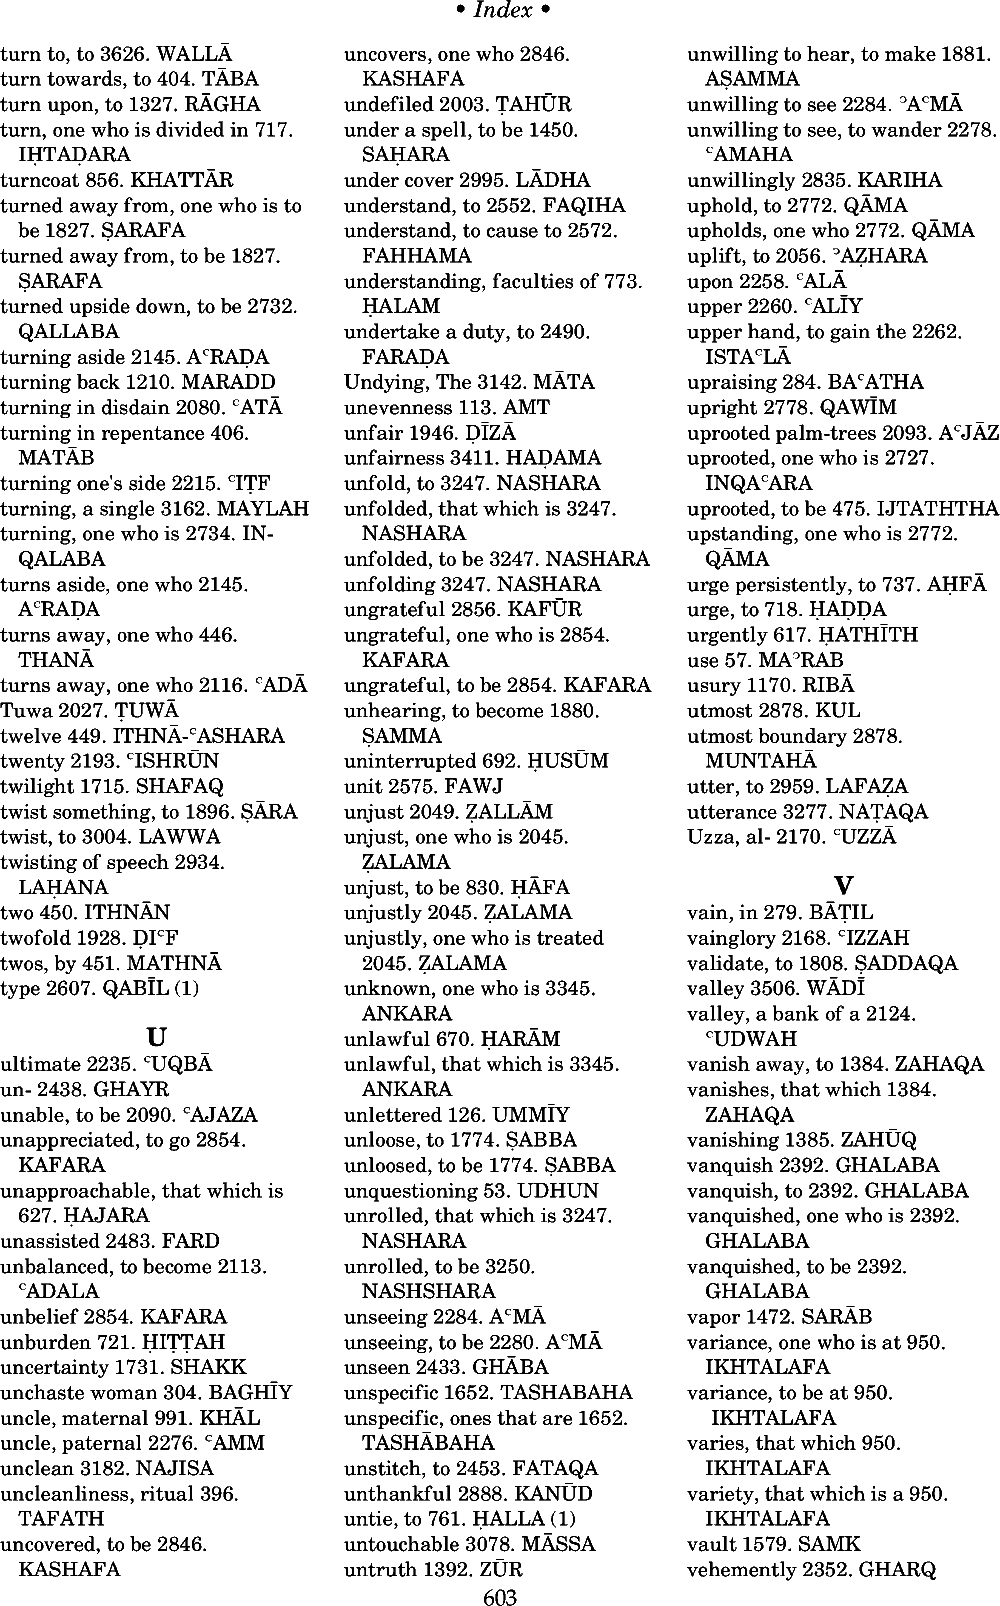 • Index •
turn to, to 3626. WALLĀ
turn towards, to 404. TĀBA
turn upon, to 1327. RĀGHA
turn, one who is divided in 717.
IḤTAḌARA
turncoat 856. KHATTĀR
turned away from, one who is to
be 1827. ṢARAFA
turned away from, to be 1827.
ṢARAFA
turned upside down, to be 2732.
QALLABA
turning aside 2145. AᶜRAḌA
turning back 1210. MARADD
turning in disdain 2080. ᶜATĀ
turning in repentance 406.
MATĀB
turning one's side 2215. ᶜIṬF
turning, a single 3162. MAYLAH
turning, one who is 2734. IN-
QALABA
turns aside, one who 2145.
AᶜRAḌA
turns away, one who 446.
THANĀ
turns away, one who 2116. ᶜADĀ
Tuwa 2027. ṬUWĀ
twelve 449. ITHNĀ-ᶜASHARA
twenty 2193. ᶜISHRŪN
twilight 1715. SHAFAQ
twist something, to 1896. ṢĀRA
twist, to 3004. LAWWA
twisting of speech 2934.
LAḤANA
two 450. ITHNĀN
twofold 1928. ḌIᶜF
twos, by 451. MATHNĀ
type 2607. QABĪL (1)
U
ultimate 2235. ᶜUQBĀ
un- 2438. GHAYR
unable, to be 2090. ᶜAJAZA
unappreciated, to go 2854.
KAFARA
unapproachable, that which is
627. ḤAJARA
unassisted 2483. FARD
unbalanced, to become 2113.
ᶜADALA
unbelief 2854. KAFARA
unburden 721. ḤIṬṬAH
uncertainty 1731. SHAKK
unchaste woman 304. BAGHĪY
uncle, maternal 991. KHĀL
uncle, paternal 2276. ᶜAMM
unclean 3182. NAJISA
uncleanliness, ritual 396.
TAFATH
uncovered, to be 2846.
KASHAFA
uncovers, one who 2846.
KASHAFA
undefiled 2003. ṬAHŪR
under a spell, to be 1450.
SAḤARA
under cover 2995. LĀDHA
understand, to 2552. FAQIHA
understand, to cause to 2572.
FAHHAMA
understanding, faculties of 773.
ḤALAM
undertake a duty, to 2490.
FARAḌA
Undying, The 3142. MĀTA
unevenness 113. AMT
unfair 1946. ḌĪZĀ
unfairness 3411. HAḌAMA
unfold, to 3247. NASHARA
unfolded, that which is 3247.
NASHARA
unfolded, to be 3247. NASHARA
unfolding 3247. NASHARA
ungrateful 2856. KAFŪR
ungrateful, one who is 2854.
KAFARA
ungrateful, to be 2854. KAFARA
unhearing, to become 1880.
ṢAMMA
uninterrupted 692. ḤUSŪM
unit 2575. FAWJ
unjust 2049. ẒALLĀM
unjust, one who is 2045.
ẒALAMA
unjust, to be 830. ḤĀFA
unjustly 2045. ẒALAMA
unjustly, one who is treated
2045. ẒALAMA
unknown, one who is 3345.
ANKARA
unlawful 670. ḤARĀM
unlawful, that which is 3345.
ANKARA
unlettered 126. UMMĪY
unloose, to 1774. ṢABBA
unloosed, to be 1774. ṢABBA
unquestioning 53. UDHUN
unrolled, that which is 3247.
NASHARA
unrolled, to be 3250.
NASHSHARA
unseeing 2284. AᶜMĀ
unseeing, to be 2280. AᶜMĀ
unseen 2433. GHĀBA
unspecific 1652. TASHABAHA
unspecific, ones that are 1652.
TASHĀBAHA
unstitch, to 2453. FATAQA
unthankful 2888. KANŪD
untie, to 761. ḤALLA (1)
untouchable 3078. MĀSSA
untruth 1392. ZŪR
unwilling to hear, to make 1881.
AṢAMMA
unwilling to see 2284. ᵓAᶜMĀ
unwilling to see, to wander 2278.
ᶜAMAHA
unwillingly 2835. KARIHA
uphold, to 2772. QĀMA
upholds, one who 2772. QĀMA
uplift, to 2056. ᵓAẒHARA
upon 2258. ᶜALĀ
upper 2260. ᶜALĪY
upper hand, to gain the 2262.
ISTAᶜLĀ
upraising 284. BAᶜATHA
upright 2778. QAWĪM
uprooted palm-trees 2093. AᶜJĀZ
uprooted, one who is 2727.
INQAᶜARA
uprooted, to be 475. IJTATHTHA
upstanding, one who is 2772.
QĀMA
urge persistently, to 737. AḤFĀ
urge, to 718. ḤAḌḌA
urgently 617. ḤATHĪTH
use 57. MAᵓRAB
usury 1170. RIBĀ
utmost 2878. KUL
utmost boundary 2878.
MUNTAHĀ
utter, to 2959. LAFAẒA
utterance 3277. NAṬAQA
Uzza, al- 2170. ᶜUZZĀ
V
vain, in 279. BĀṬIL
vainglory 2168. ᶜIZZAH
validate, to 1808. ṢADDAQA
valley 3506. WĀDĪ
valley, a bank of a 2124.
ᶜUDWAH
vanish away, to 1384. ZAHAQA
vanishes, that which 1384.
ZAHAQA
vanishing 1385. ZAHŪQ
vanquish 2392. GHALABA
vanquish, to 2392. GHALABA
vanquished, one who is 2392.
GHALABA
vanquished, to be 2392.
GHALABA
vapor 1472. SARĀB
variance, one who is at 950.
IKHTALAFA
variance, to be at 950.
IKHTALAFA
varies, that which 950.
IKHTALAFA
variety, that which is a 950.
IKHTALAFA
vault 1579. SAMK
vehemently 2352. GHARQ
603